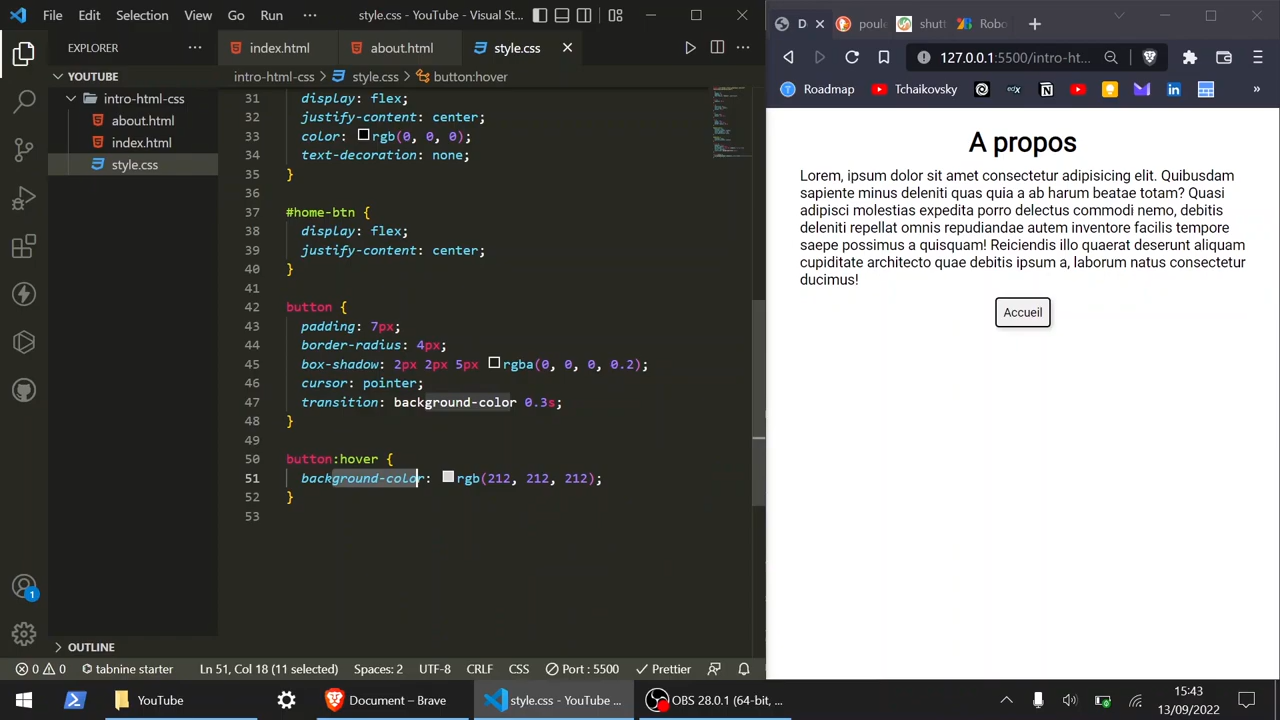 File Edit Selection View Go Run ... style.css - YouTube - Visual St...
EXPLORER
YOUTUBE
intro-html-css
about.html
index.html
style.css
OUTLINE
1
index.html about.html style.css
intro-html-css > style.css > button:hover
31 display: flex;
32 justify-content: center;
33 color: rgb(0, 0, 0);
34 text-decoration: none;
35 }
36
37 #home-btn {
38 display: flex;
39 justify-content: center;
40 }
41
42 button {
43 padding: 7px;
44 border-radius: 4px;
45 box-shadow: 2px 2px 5px rgba(0, 0, 0, 0.2);
46 cursor: pointer;
47 transition: background-color 0.3s;
48 }
49
50 button:hover {
51 background-color: rgb(212, 212, 212);
52 }
53
0 0 tabnine starter Ln 51, Col 18 (11 selected) Spaces: 2 UTF-8 CRLF CSS Port : 5500 Prettier
D poule shutt Robo
127.0.0.1:5500/intro-ht...
Roadmap Tchaikovsky edX »
A propos
Lorem, ipsum dolor sit amet consectetur adipisicing elit. Quibusdam
sapiente minus deleniti quas quia a ab harum beatae totam? Quasi
adipisci molestias expedita porro delectus commodi nemo, debitis
deleniti repellat omnis repudiandae autem inventore facilis tempore
saepe possimus a quisquam! Reiciendis illo quaerat deserunt aliquam
cupiditate architecto quae debitis ipsum a, laborum natus consectetur
ducimus!
Accueil
YouTube Document – Brave style.css - YouTube ... OBS 28.0.1 (64-bit, ...
15:43
13/09/2022